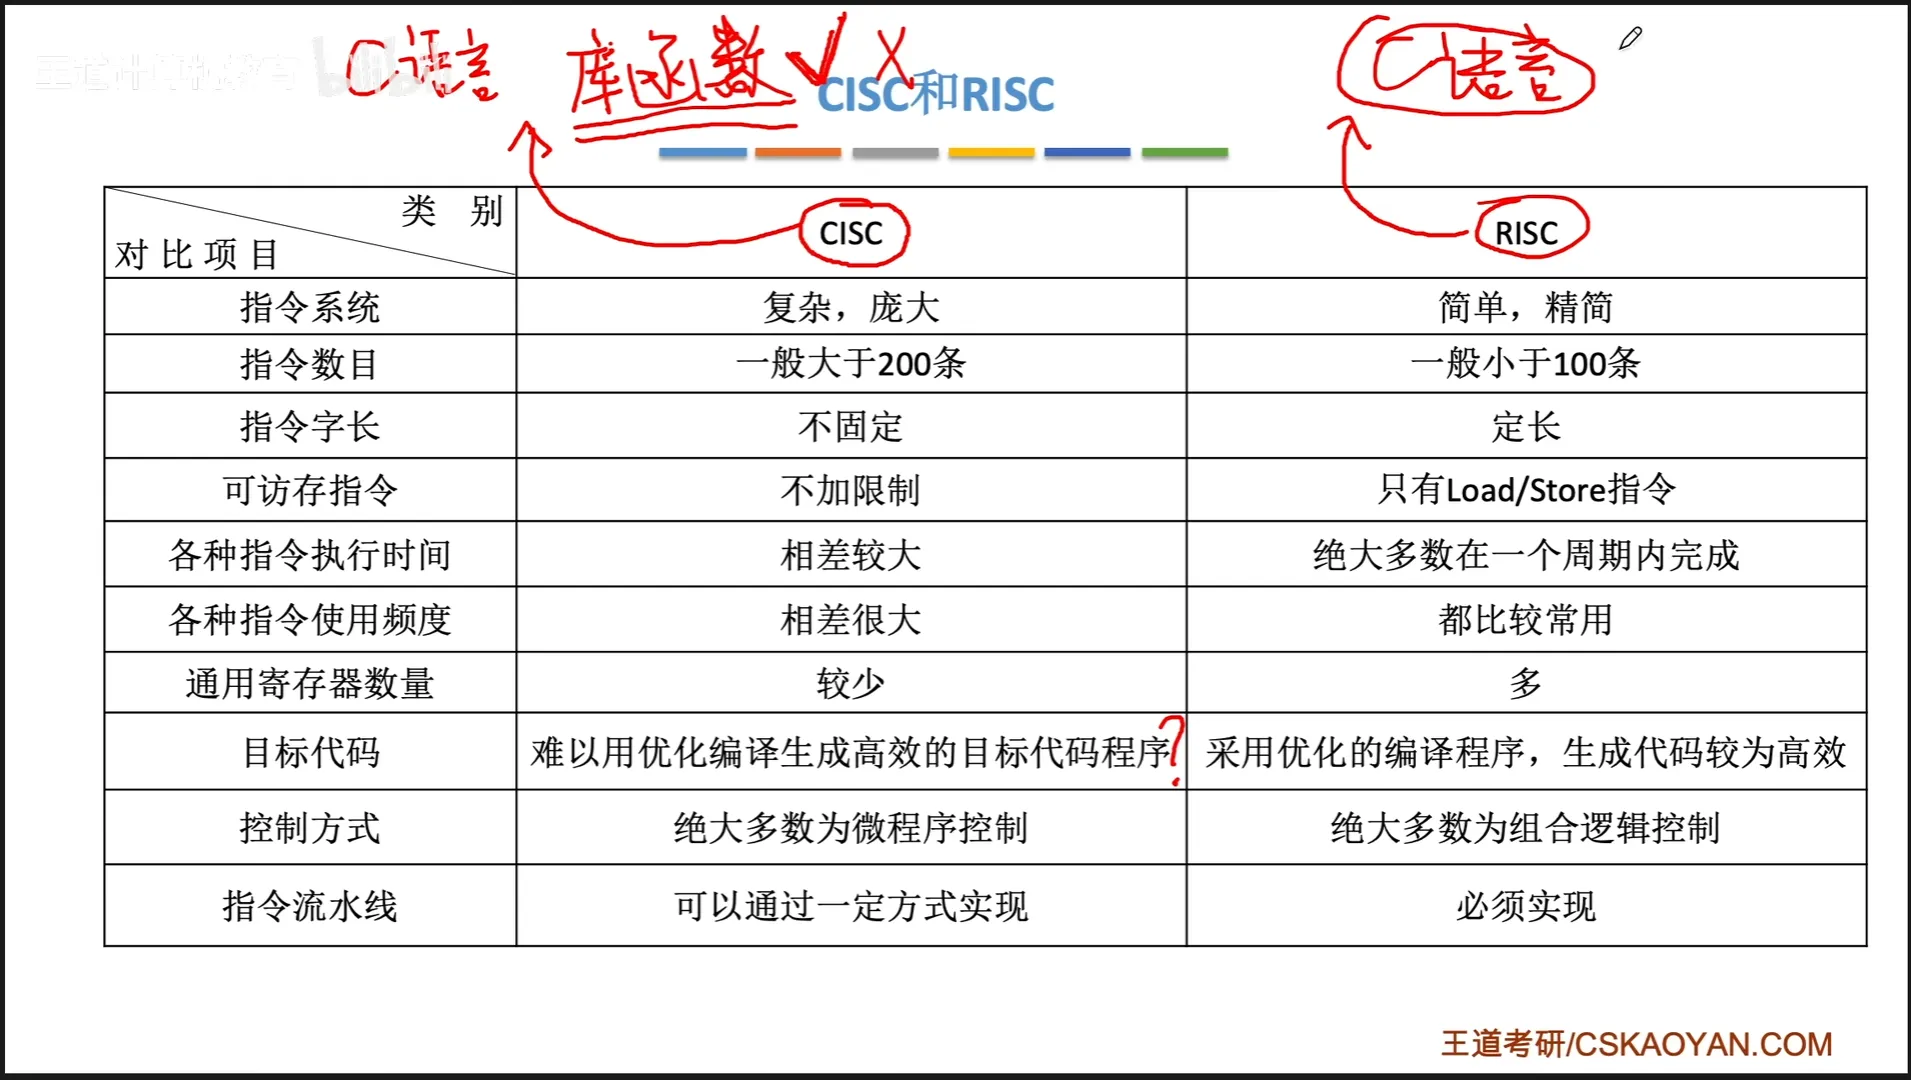 王道计算机教育 bilibili
C语言 库函数 ✓ X C语言
CISC和RISC
类 别 CISC RISC
对比项目
指令系统 复杂，庞大 简单，精简
指令数目 一般大于200条 一般小于100条
指令字长 不固定 定长
可访存指令 不加限制 只有Load/Store指令
各种指令执行时间 相差较大 绝大多数在一个周期内完成
各种指令使用频度 相差很大 都比较常用
通用寄存器数量 较少 多
目标代码 难以用优化编译生成高效的目标代码程序 ? 采用优化的编译程序，生成代码较为高效
控制方式 绝大多数为微程序控制 绝大多数为组合逻辑控制
指令流水线 可以通过一定方式实现 必须实现
王道考研/CSKAOYAN.COM